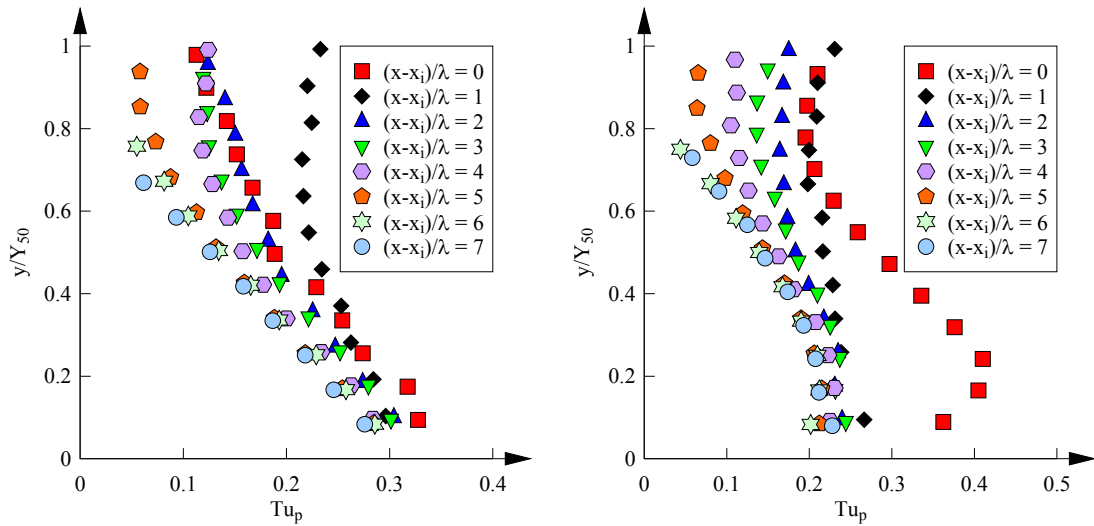 1
0.8
0.6
0.4
0.2
0
y/Y50
0 0.1 0.2 0.3 0.4
Tup
(x-xi)/λ = 0
(x-xi)/λ = 1
(x-xi)/λ = 2
(x-xi)/λ = 3
(x-xi)/λ = 4
(x-xi)/λ = 5
(x-xi)/λ = 6
(x-xi)/λ = 7
1
0.8
0.6
0.4
0.2
0
y/Y50
0 0.1 0.2 0.3 0.4 0.5
Tup
(x-xi)/λ = 0
(x-xi)/λ = 1
(x-xi)/λ = 2
(x-xi)/λ = 3
(x-xi)/λ = 4
(x-xi)/λ = 5
(x-xi)/λ = 6
(x-xi)/λ = 7